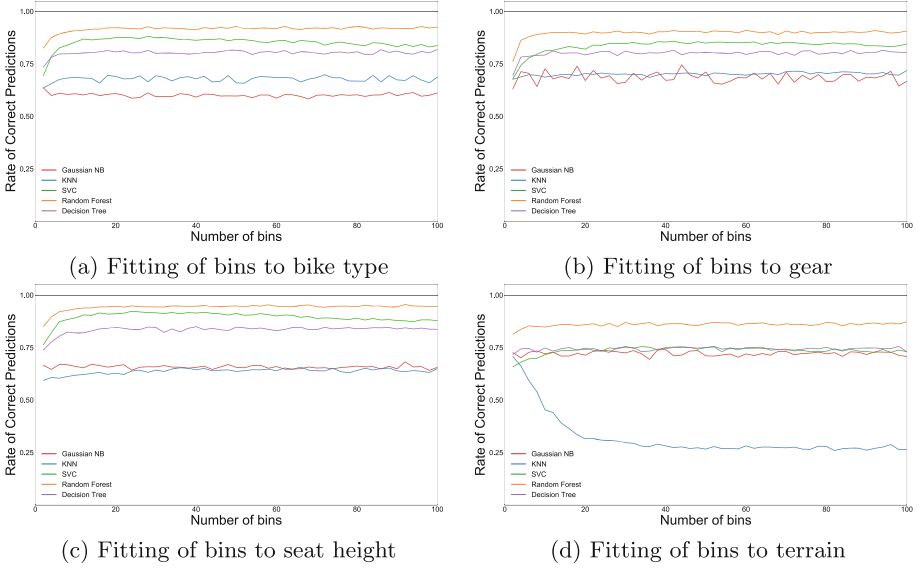 1.00
0.75
0.50
0.25
Rate of Correct Predictions
Gaussian NB
KNN
SVC
Random Forest
Decision Tree
0 20 40 60 80 100
Number of bins
(a) Fitting of bins to bike type
1.00
0.75
0.50
0.25
Rate of Correct Predictions
Gaussian NB
KNN
SVC
Random Forest
Decision Tree
0 20 40 60 80 100
Number of bins
(b) Fitting of bins to gear
1.00
0.75
0.50
0.25
Rate of Correct Predictions
Gaussian NB
KNN
SVC
Random Forest
Decision Tree
0 20 40 60 80 100
Number of bins
(c) Fitting of bins to seat height
1.00
0.75
0.50
0.25
Rate of Correct Predictions
Gaussian NB
KNN
SVC
Random Forest
Decision Tree
0 20 40 60 80 100
Number of bins
(d) Fitting of bins to terrain